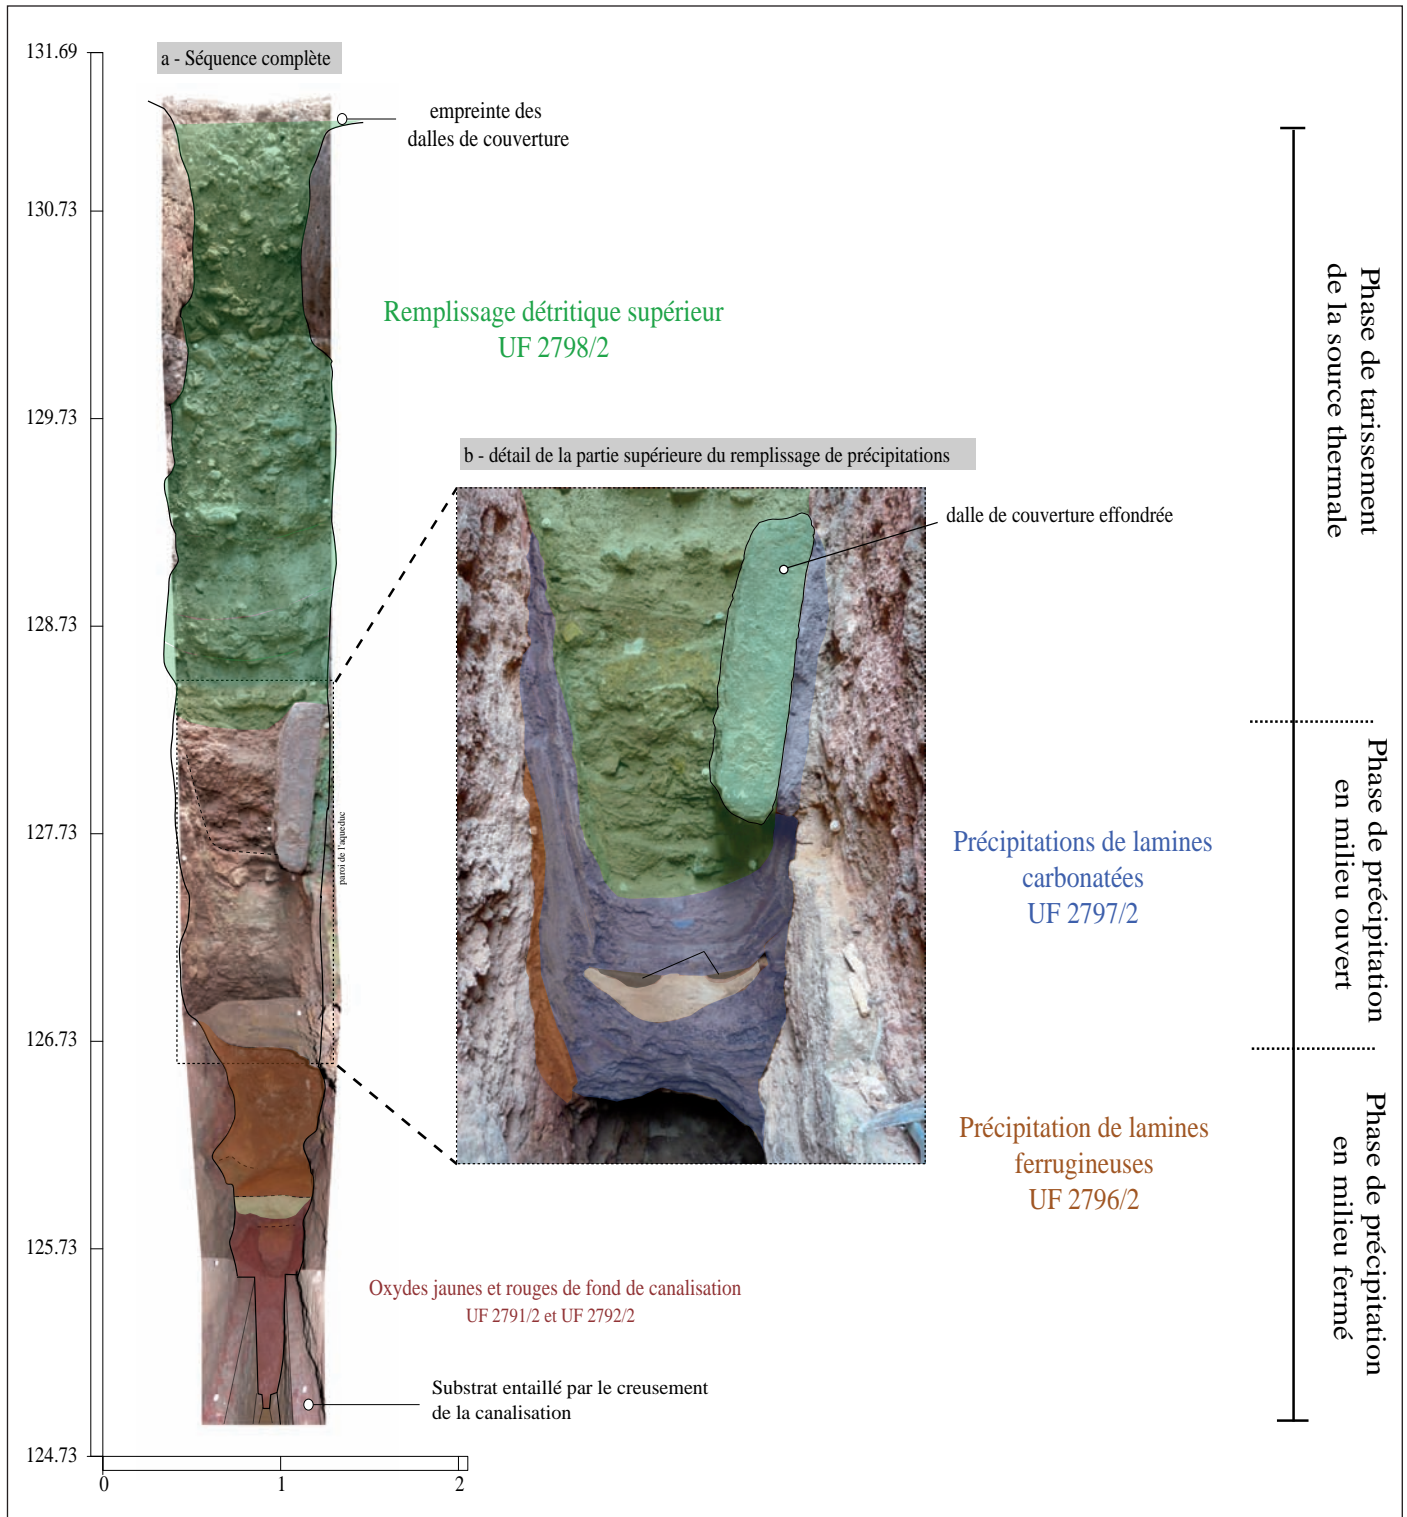 131.69
a - Séquence complète
empreinte des
dalles de couverture
130.73
Remplissage détritique supérieur
UF 2798/2
129.73
Phase de tarissement
de la source thermale
b - détail de la partie supérieure du remplissage de précipitations
dalle de couverture effondrée
128.73
127.73
paroi de l'aqueduc
Précipitations de lamines
carbonatées
UF 2797/2
Phase de précipitation
en milieu ouvert
126.73
Précipitation de lamines
ferrugineuses
UF 2796/2
Phase de précipitation
en milieu fermé
125.73
Oxydes jaunes et rouges de fond de canalisation
UF 2791/2 et UF 2792/2
Substrat entaillé par le creusement
de la canalisation
124.73
0
1
2